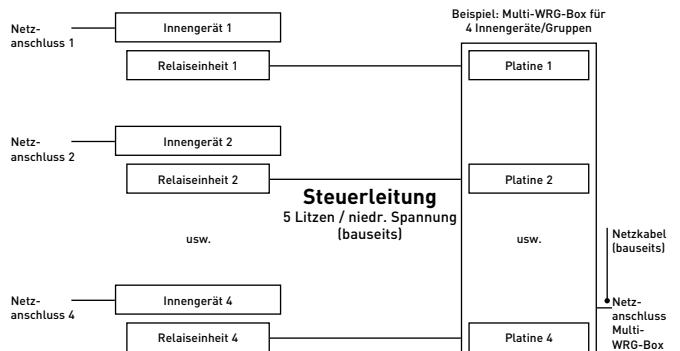 Beispiel: Multi-WRG-Box für
4 Innengeräte/Gruppen
Netz-
anschluss 1
Innengerät 1
Relaiseinheit 1
Platine 1
Netz-
anschluss 2
Innengerät 2
Relaiseinheit 2
Platine 2
Steuerleitung
5 Litzen / niedr. Spannung
(bauseits)
usw.
usw.
Netzkabel
(bauseits)
Netz-
anschluss 4
Innengerät 4
Relaiseinheit 4
Platine 4
Netz-
anschluss
Multi-
WRG-Box